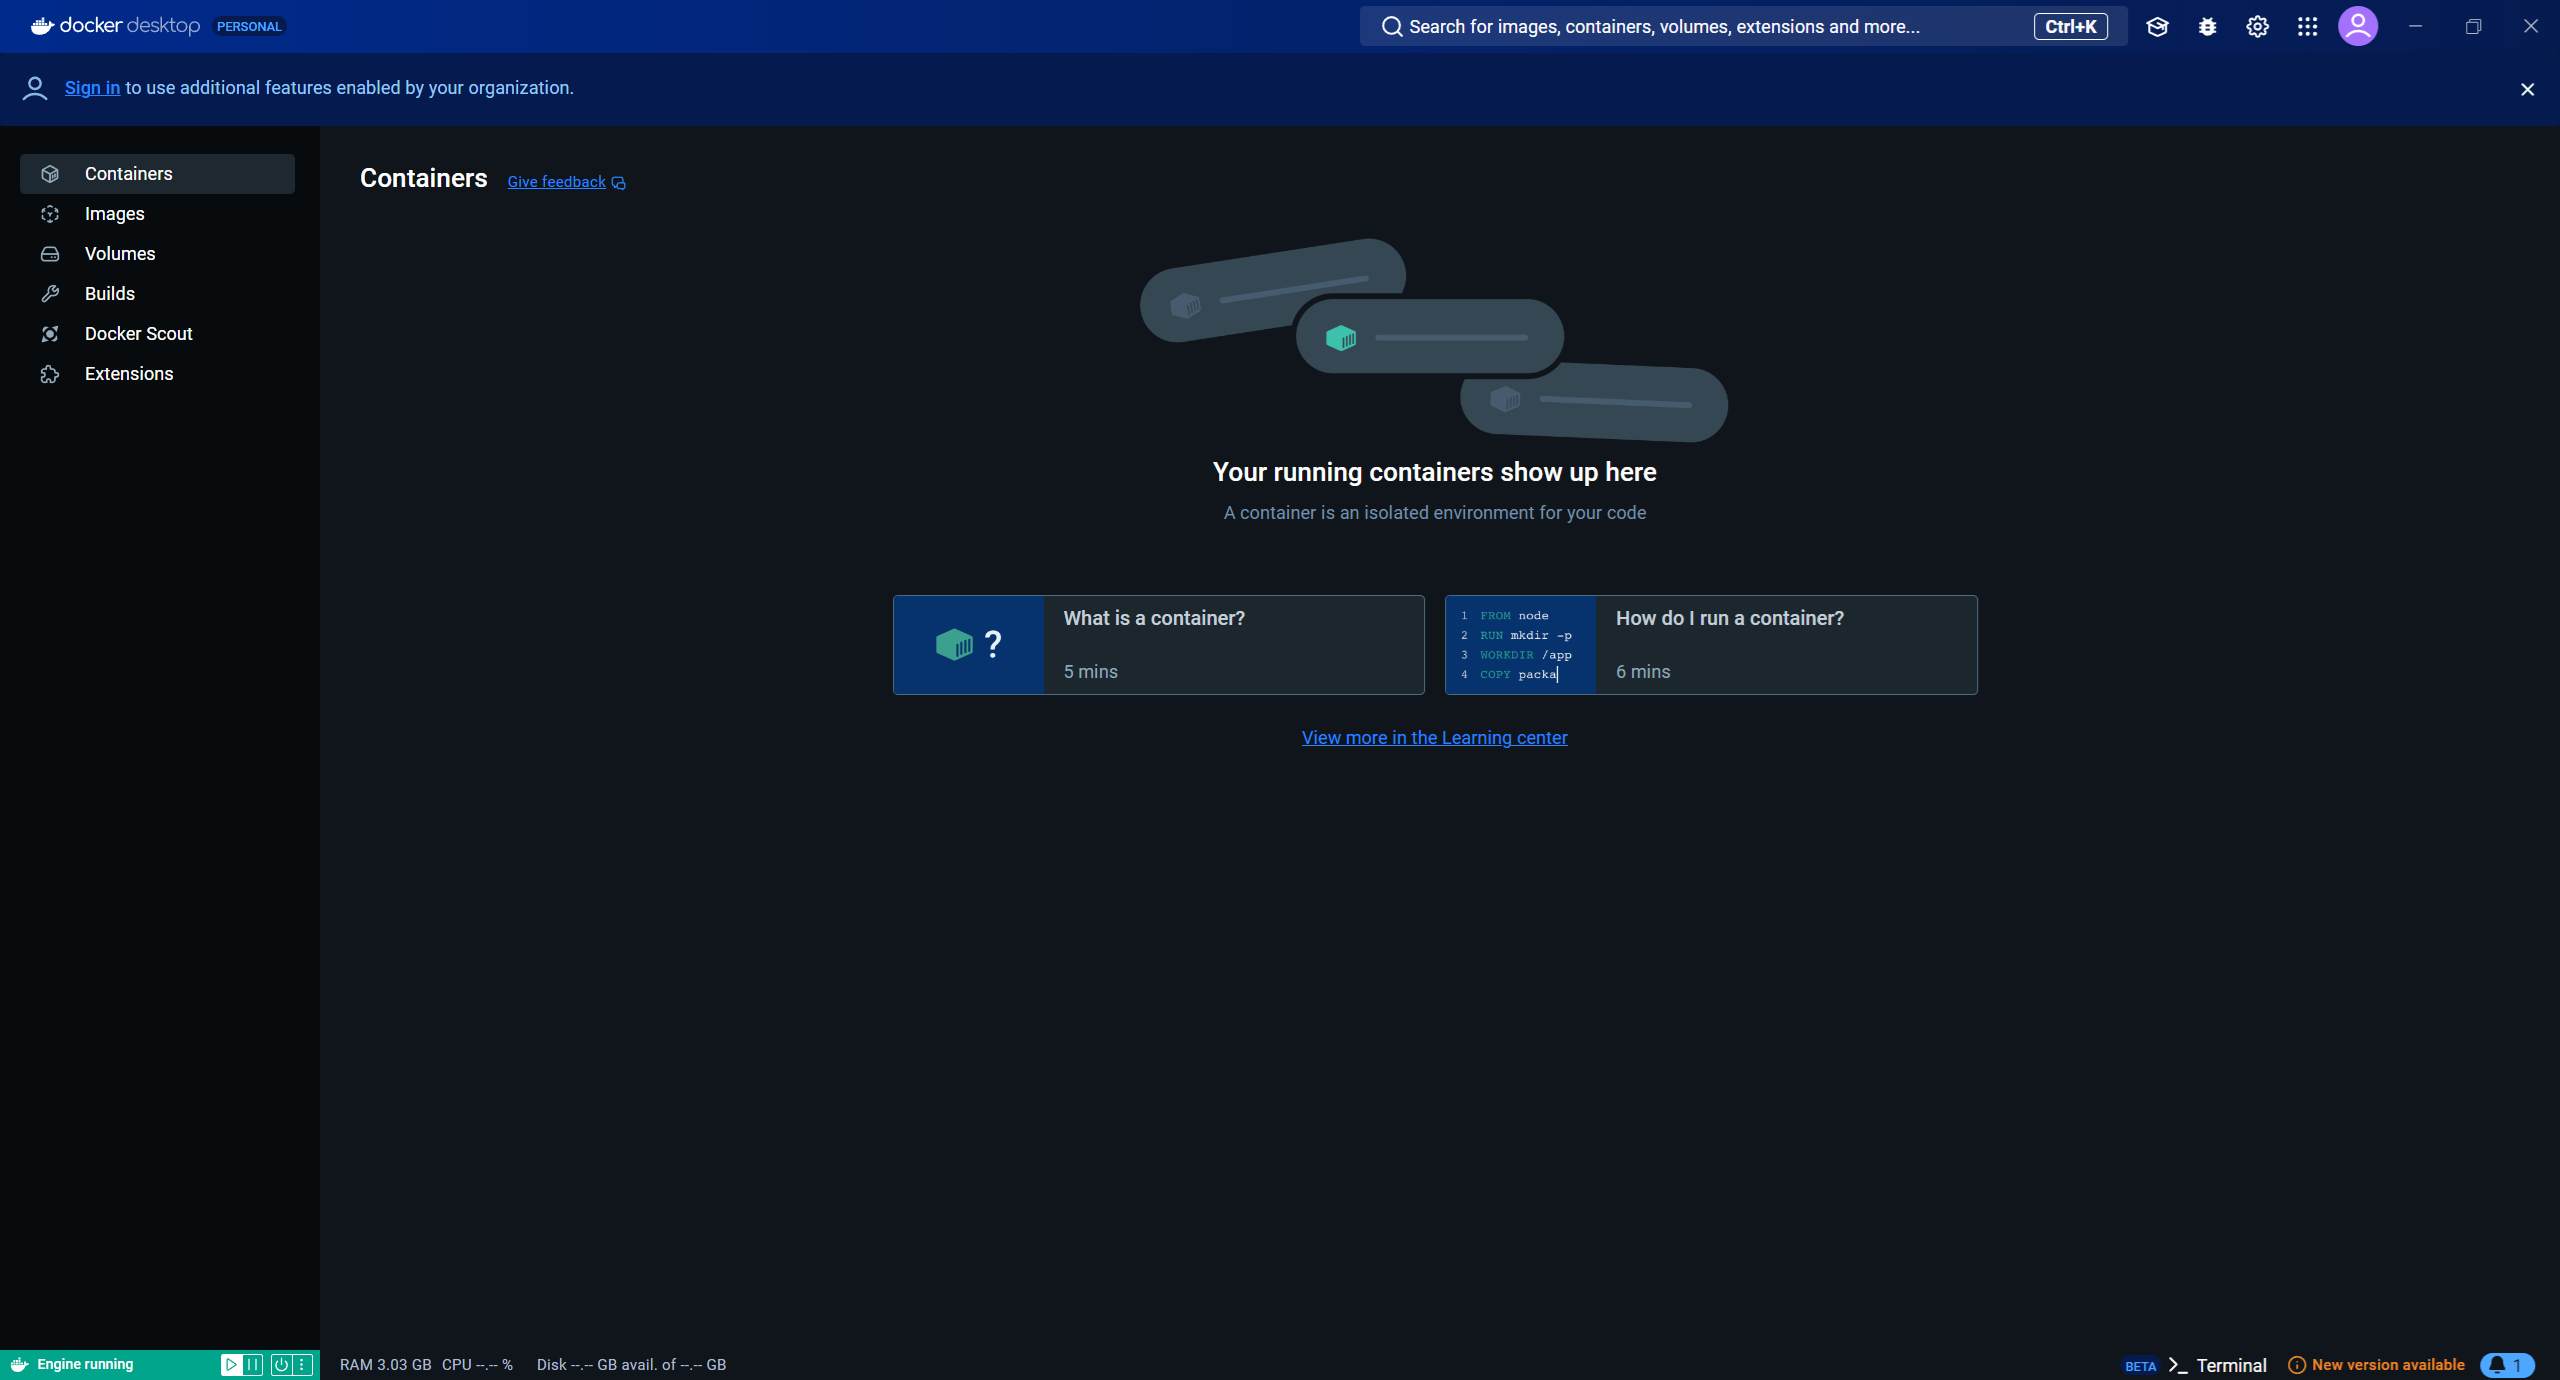 docker desktop PERSONAL
Search for images, containers, volumes, extensions and more... Ctrl+K
Sign in to use additional features enabled by your organization.
Containers
Images
Volumes
Builds
Docker Scout
Extensions
Containers Give feedback
Your running containers show up here
A container is an isolated environment for your code
?
What is a container?
5 mins
1 FROM node
2 RUN mkdir -p
3 WORKDIR /app
4 COPY packa
How do I run a container?
6 mins
View more in the Learning center
Engine running
RAM 3.03 GB CPU --.-- % Disk --.-- GB avail. of --.-- GB
BETA Terminal New version available 1